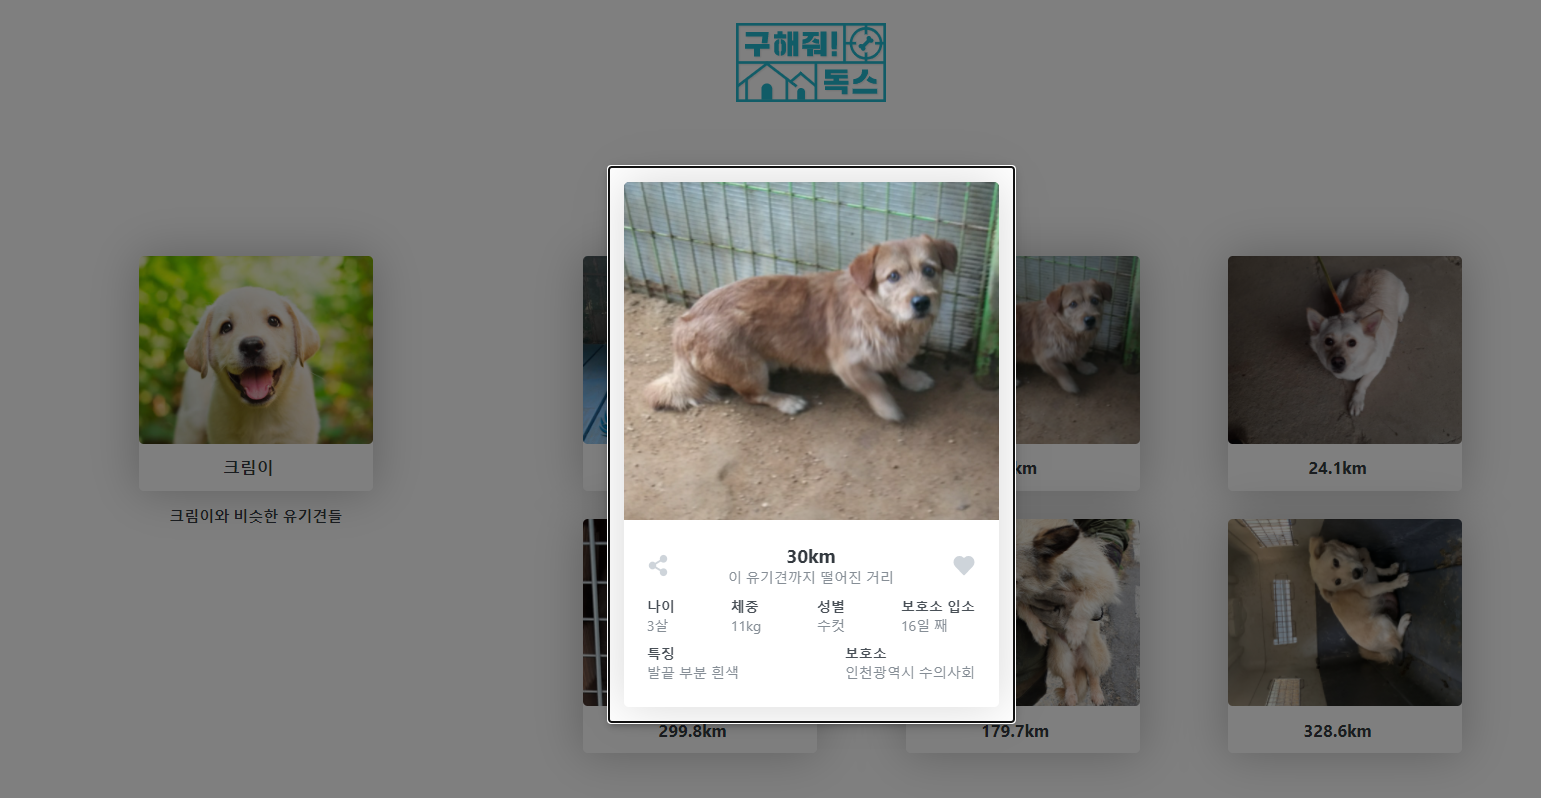 구해줘!
독스
크림이
크림이와 비슷한 유기견들
km
24.1km
299.8km
179.7km
328.6km
30km
이 유기견까지 떨어진 거리
나이 체중 성별 보호소 입소
3살 11kg 수컷 16일 째
특징 보호소
발끝 부분 흰색 인천광역시 수의사회